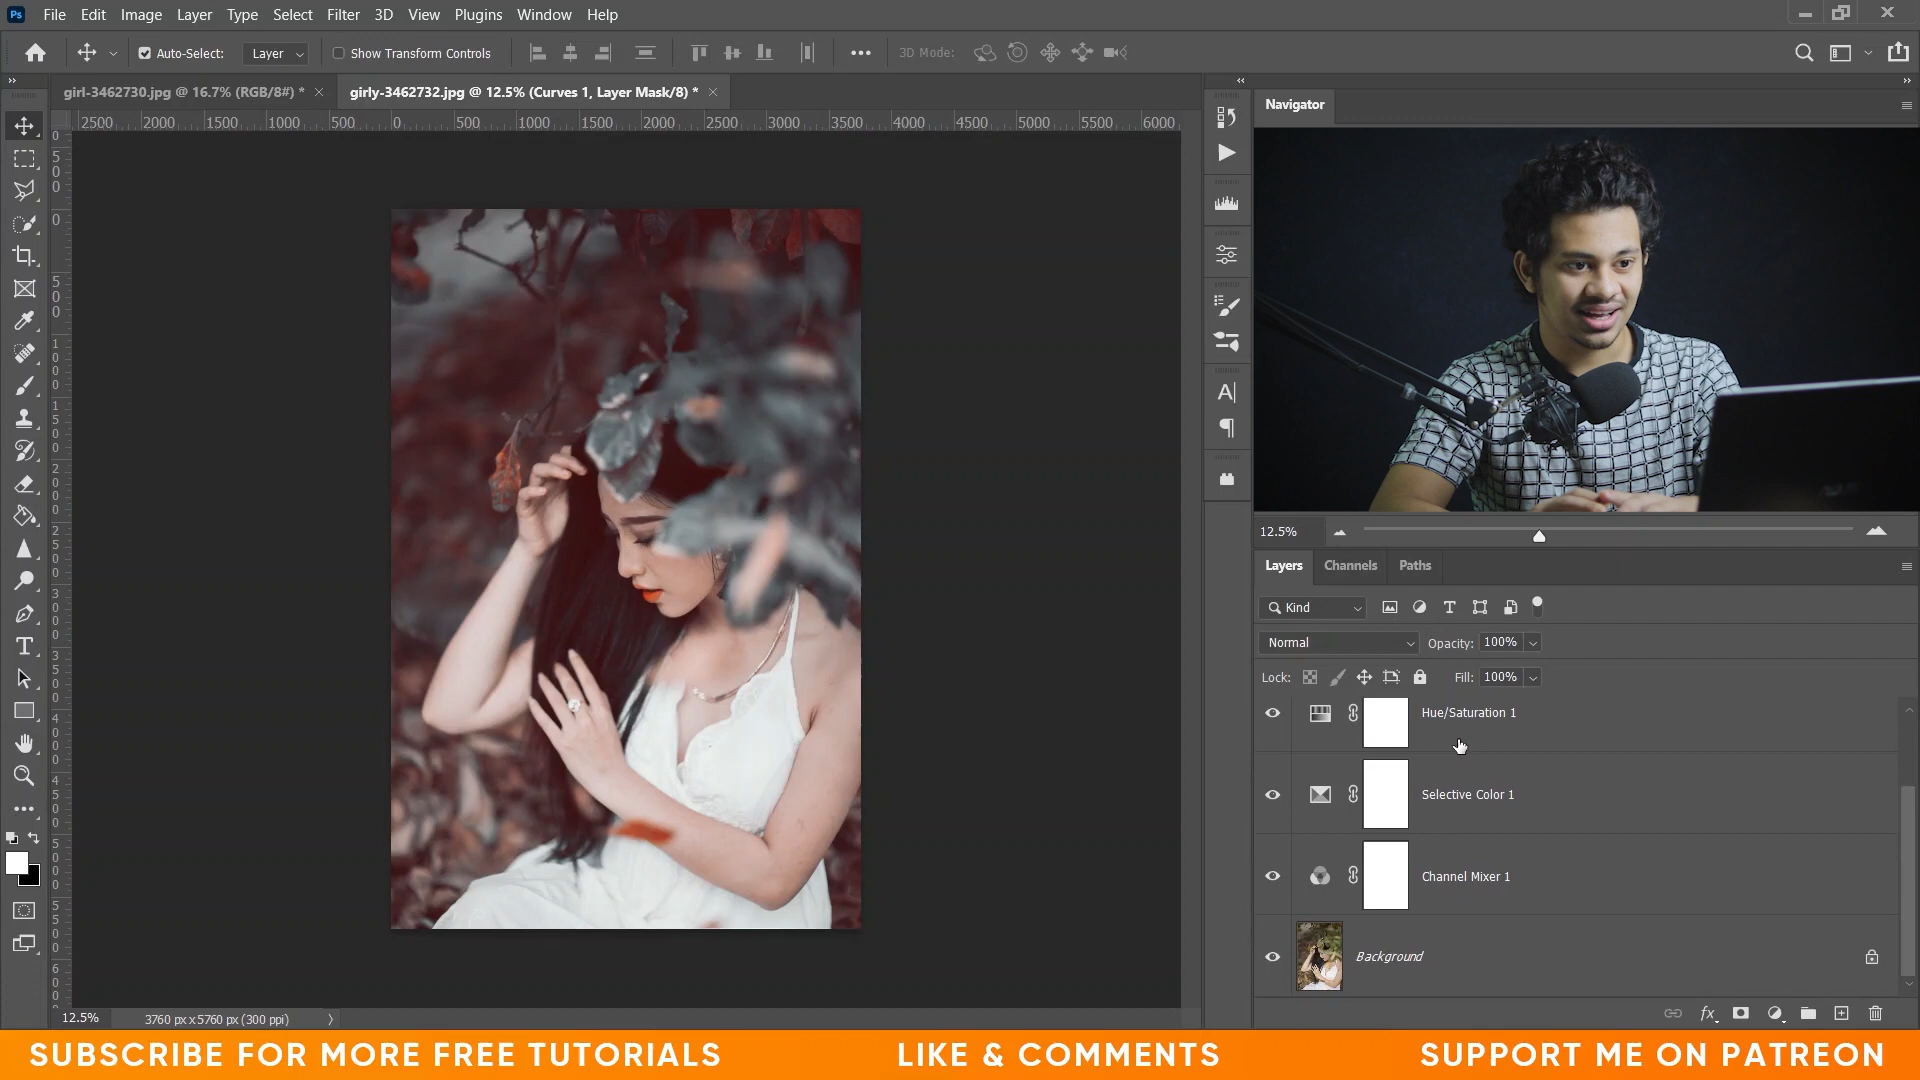 Ps File Edit Image Layer Type Select Filter 3D View Plugins Window Help
Auto-Select: Layer Show Transform Controls 3D Mode:
girl-3462730.jpg @ 16.7% (RGB/8#) * girly-3462732.jpg @ 12.5% (Curves 1, Layer Mask/8) *
2500 2000 1500 1000 500 0 500 1000 1500 2000 2500 3000 3500 4000 4500 5000 5500 6000
Navigator
12.5%
Layers Channels Paths
Kind
Normal Opacity: 100%
Lock: Fill: 100%
Hue/Saturation 1
Selective Color 1
Channel Mixer 1
Background
12.5% 3760 px x 5760 px (300 ppi)
SUBSCRIBE FOR MORE FREE TUTORIALS LIKE & COMMENTS SUPPORT ME ON PATREON